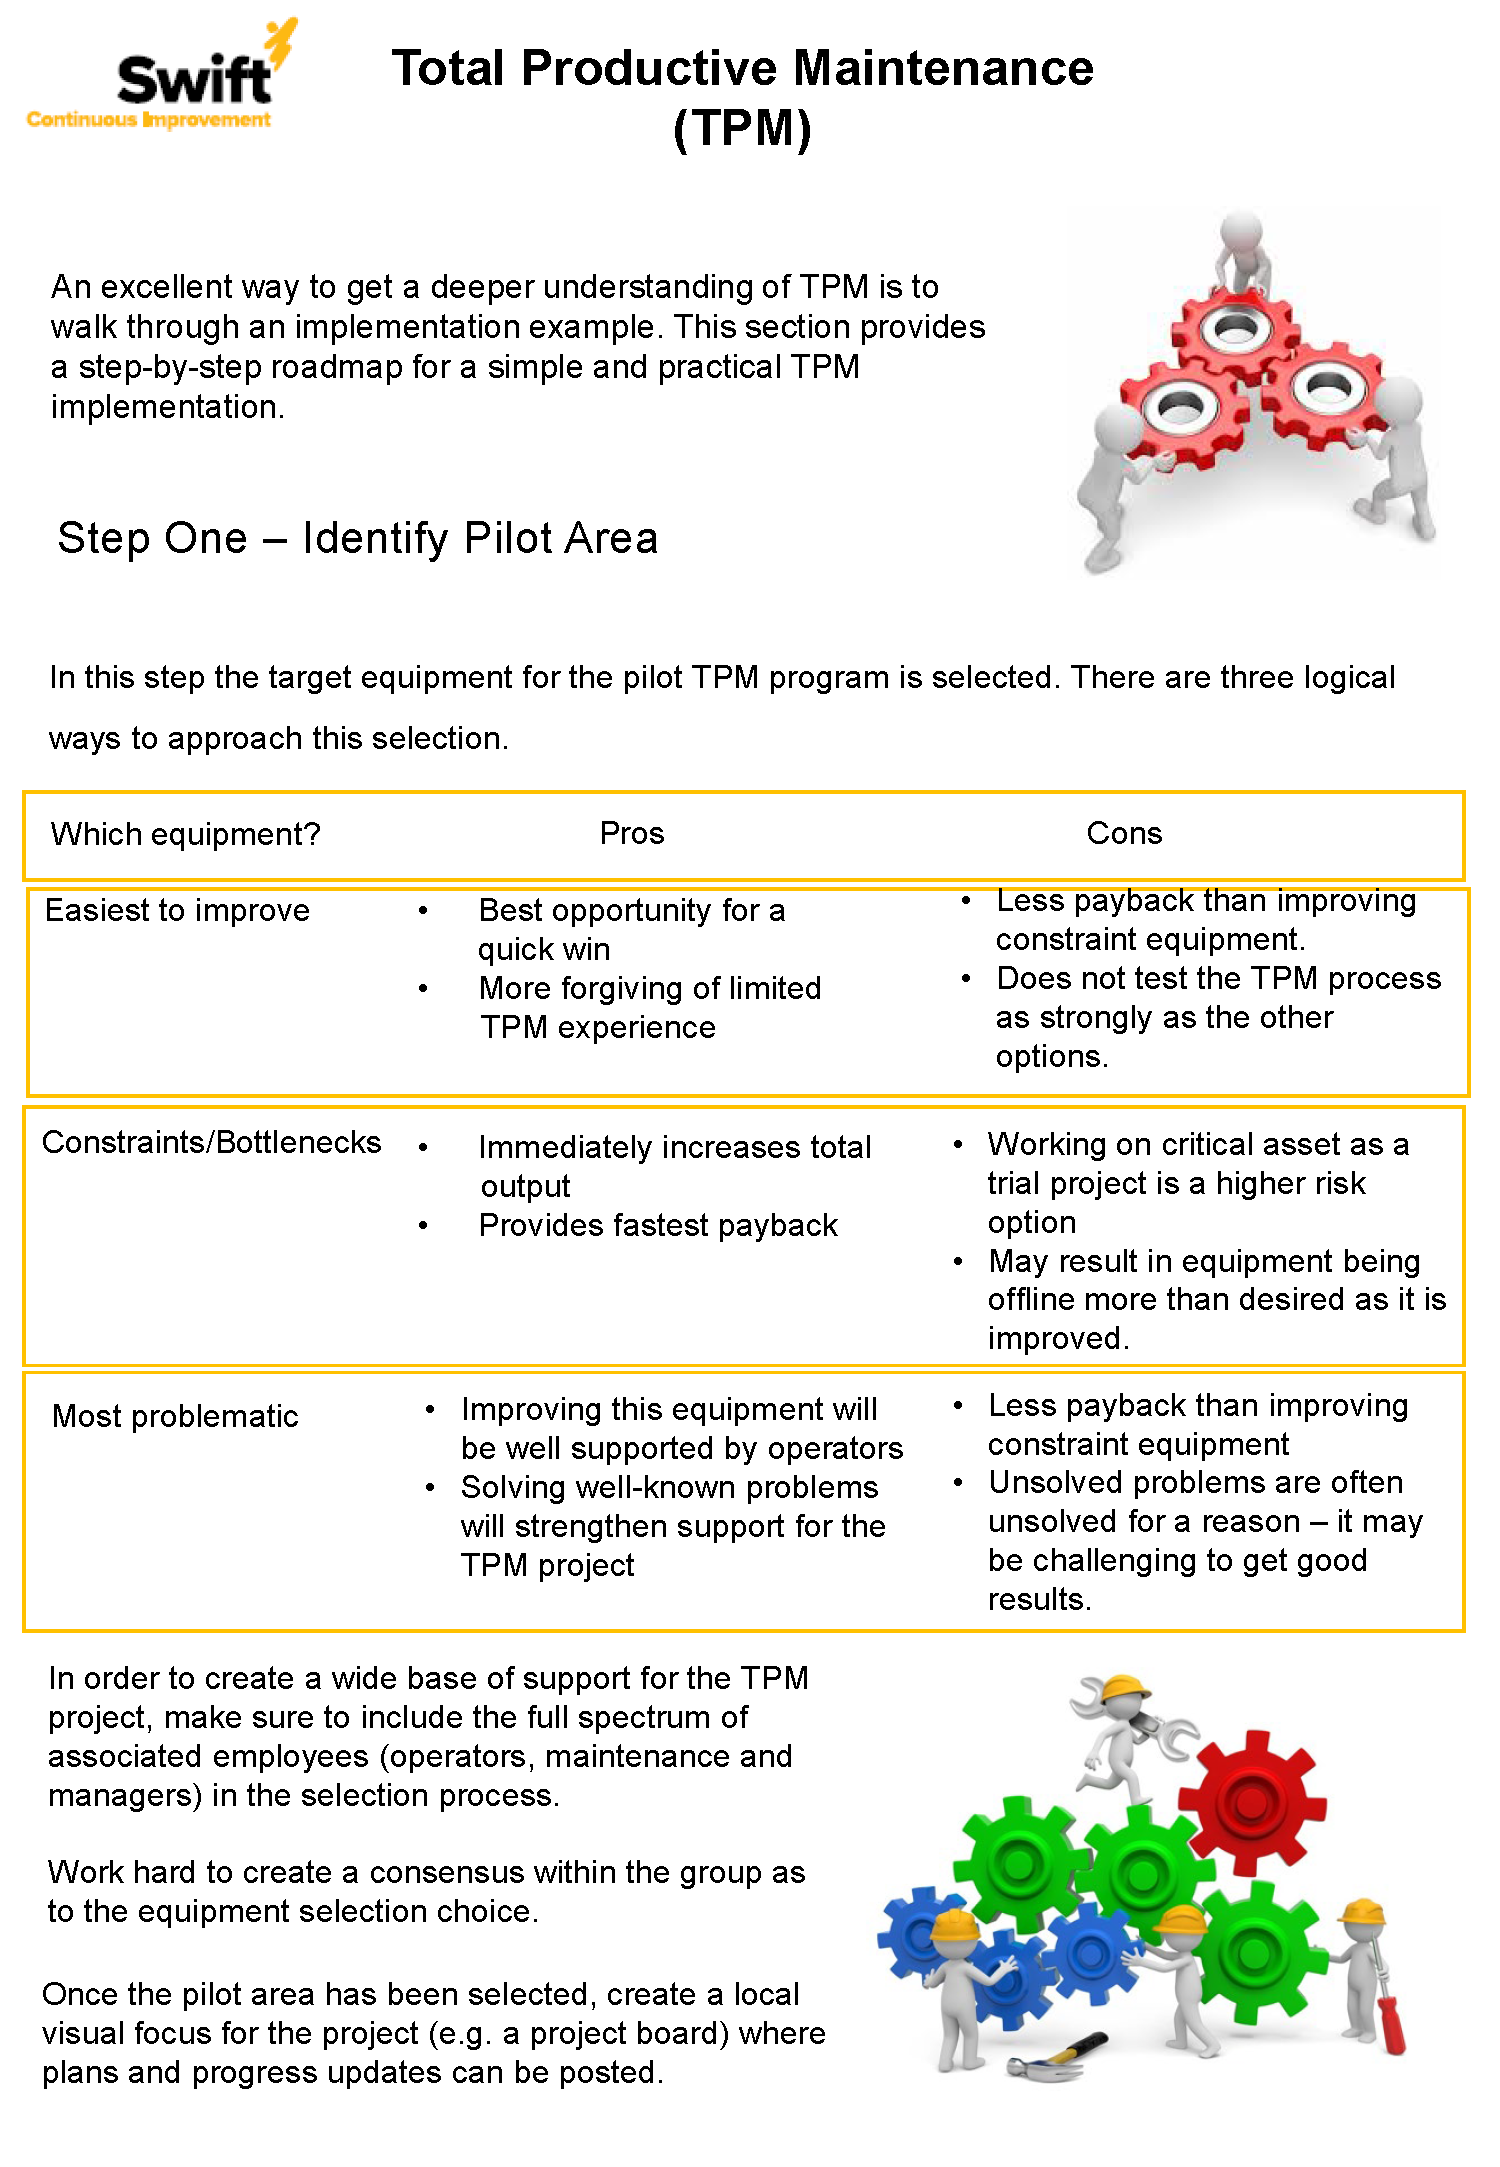 Swift
Continuous Improvement
Total Productive Maintenance
(TPM)
An excellent way to get a deeper understanding of TPM is to
walk through an implementation example. This section provides
a step-by-step roadmap for a simple and practical TPM
implementation.
Step One – Identify Pilot Area
In this step the target equipment for the pilot TPM program is selected. There are three logical
ways to approach this selection.
Which equipment?
Pros
Cons
Easiest to improve
• Best opportunity for a
quick win
• More forgiving of limited
TPM experience
• Less payback than improving
constraint equipment.
• Does not test the TPM process
as strongly as the other
options.
Constraints/Bottlenecks
• Immediately increases total
output
• Provides fastest payback
• Working on critical asset as a
trial project is a higher risk
option
• May result in equipment being
offline more than desired as it is
improved.
Most problematic
• Improving this equipment will
be well supported by operators
• Solving well-known problems
will strengthen support for the
TPM project
• Less payback than improving
constraint equipment
• Unsolved problems are often
unsolved for a reason – it may
be challenging to get good
results.
In order to create a wide base of support for the TPM
project, make sure to include the full spectrum of
associated employees (operators, maintenance and
managers) in the selection process.
Work hard to create a consensus within the group as
to the equipment selection choice.
Once the pilot area has been selected, create a local
visual focus for the project (e.g. a project board) where
plans and progress updates can be posted.